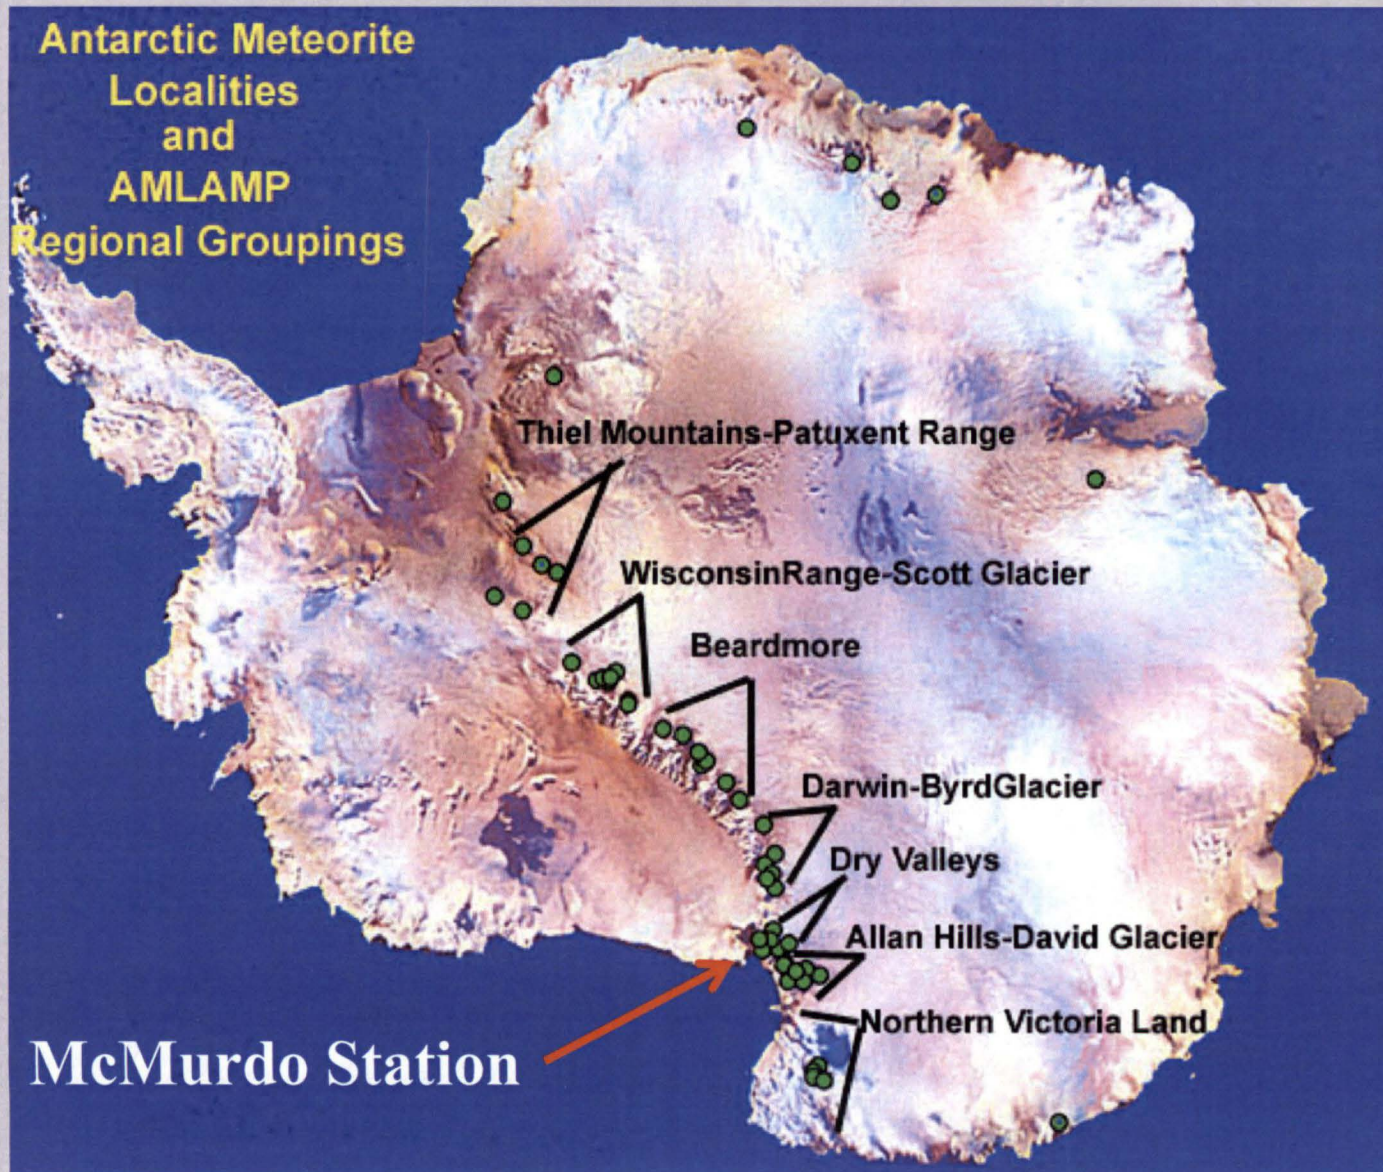 Antarctic Meteorite
Localities
and
AMLAMP
Regional Groupings
Thiel Mountains-Patuxent Range
WisconsinRange-Scott Glacier
Beardmore
Darwin-ByrdGlacier
Dry Valleys
Allan Hills-David Glacier
Northern Victoria Land
McMurdo Station